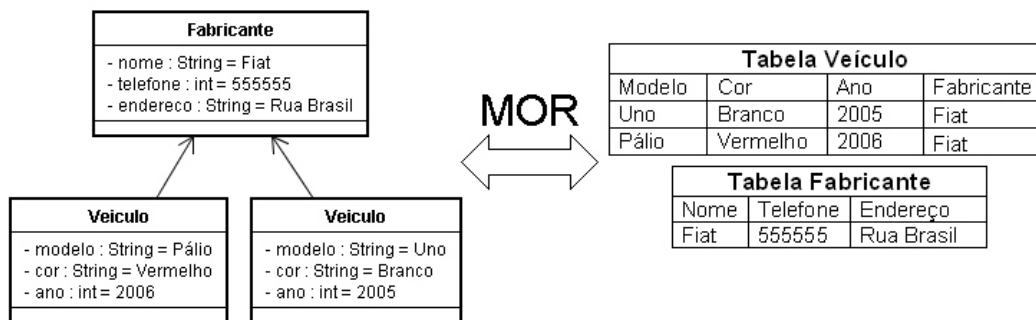 Fabricante
- nome : String = Fiat
- telefone : int = 555555
- endereco : String = Rua Brasil
Veiculo
- modelo : String = Pálio
- cor : String = Vermelho
- ano : int = 2006
Veiculo
- modelo : String = Uno
- cor : String = Branco
- ano : int = 2005
MOR
Tabela Veículo
Modelo Cor Ano Fabricante
Uno Branco 2005 Fiat
Pálio Vermelho 2006 Fiat
Tabela Fabricante
Nome Telefone Endereço
Fiat 555555 Rua Brasil